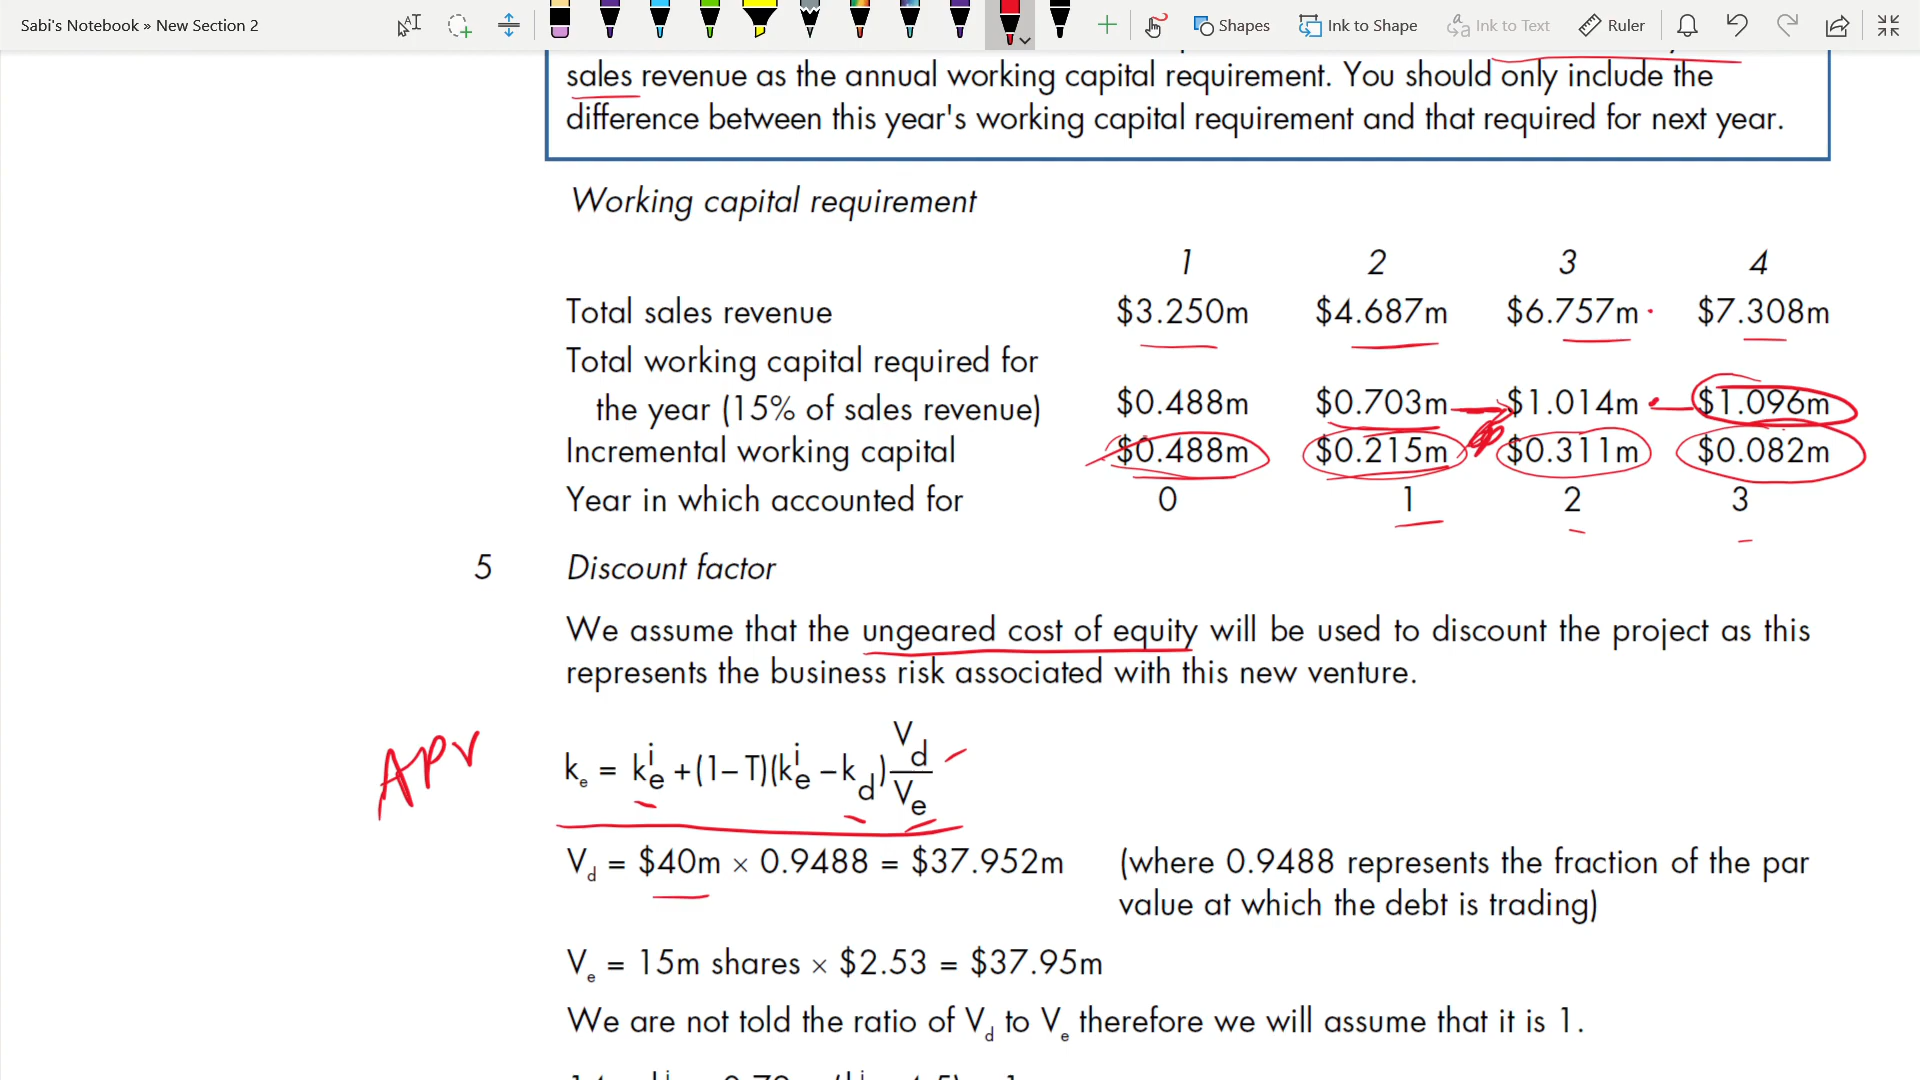 Sabi's Notebook » New Section 2
Shapes
Ink to Shape
Ink to Text
Ruler
sales revenue as the annual working capital requirement. You should only include the
difference between this year's working capital requirement and that required for next year.
Working capital requirement
1 2 3 4
Total sales revenue $3.250m $4.687m $6.757m $7.308m
Total working capital required for
the year (15% of sales revenue) $0.488m $0.703m $1.014m $1.096m
Incremental working capital $0.488m $0.215m $0.311m $0.082m
Year in which accounted for 0 1 2 3
5 Discount factor
We assume that the ungeared cost of equity will be used to discount the project as this
represents the business risk associated with this new venture.
APV
kₑ = kⁱₑ + (1 – T)(kⁱₑ – k_d) V_d/Vₑ
V_d = $40m × 0.9488 = $37.952m (where 0.9488 represents the fraction of the par
value at which the debt is trading)
Vₑ = 15m shares × $2.53 = $37.95m
We are not told the ratio of V_d to Vₑ therefore we will assume that it is 1.